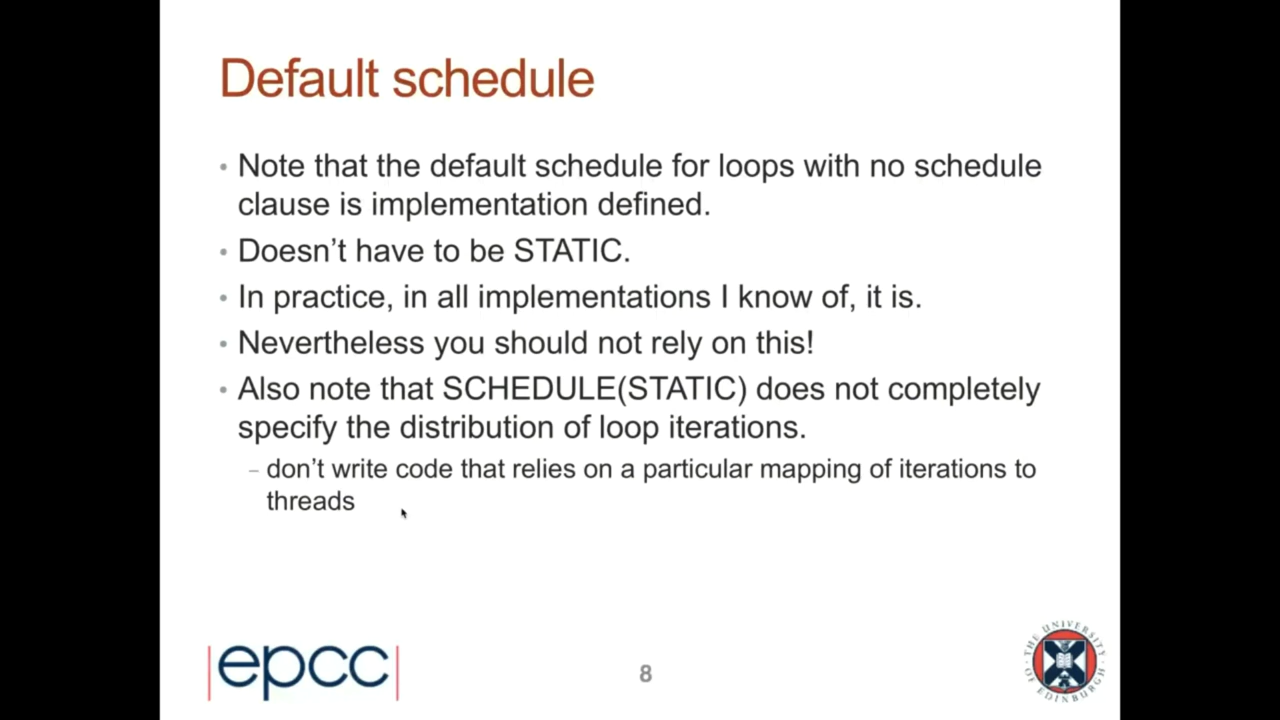 Default schedule
• Note that the default schedule for loops with no schedule
clause is implementation defined.
• Doesn’t have to be STATIC.
• In practice, in all implementations I know of, it is.
• Nevertheless you should not rely on this!
• Also note that SCHEDULE(STATIC) does not completely
specify the distribution of loop iterations.
– don’t write code that relies on a particular mapping of iterations to
threads
epcc
8
THE UNIVERSITY OF EDINBURGH